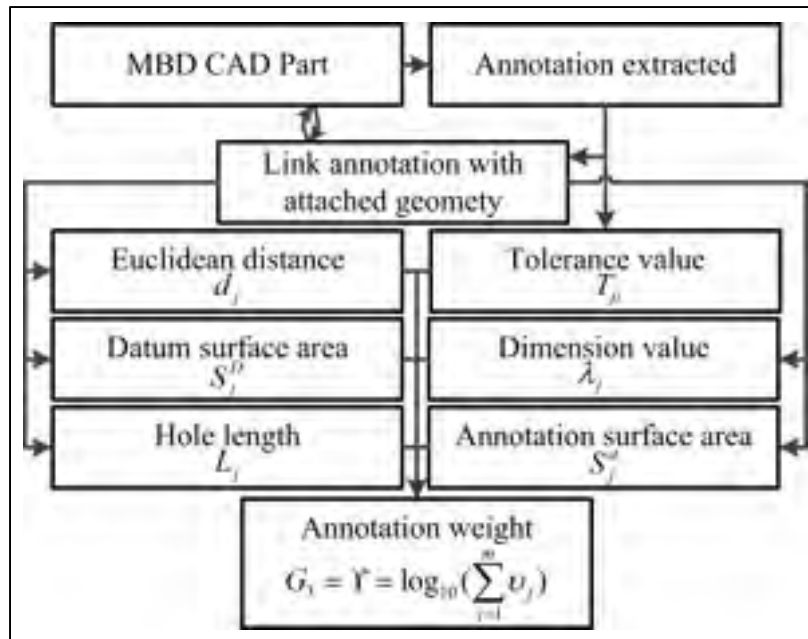 MBD CAD Part
Annotation extracted
Link annotation with
attached geomety
Euclidean distance
d_j
Tolerance value
Datum surface area
S_j^D
Dimension value
λ_j
Hole length
L_j
Annotation surface area
S_j^a
Annotation weight
G_1 = ϒ = log_10(∑_{j=1}^{m} υ_j)